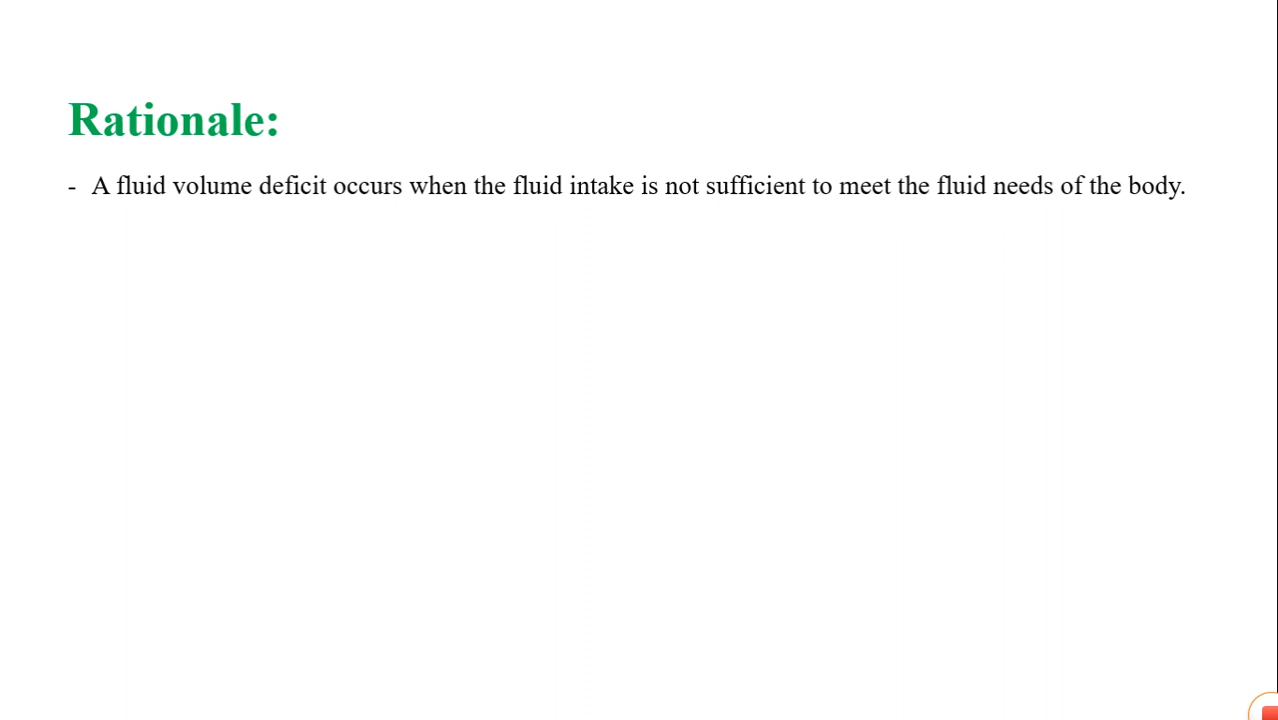 Rationale:
- A fluid volume deficit occurs when the fluid intake is not sufficient to meet the fluid needs of the body.